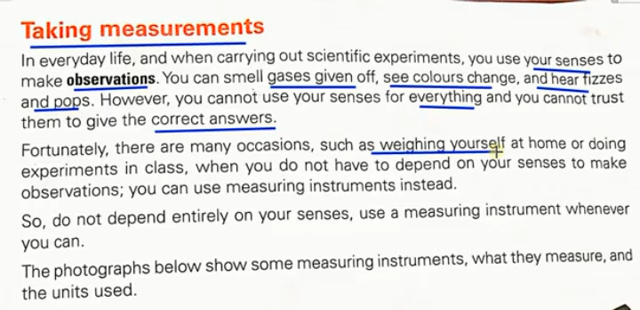 Taking measurements
In everyday life, and when carrying out scientific experiments, you use your senses to
make observations. You can smell gases given off, see colours change, and hear fizzes
and pops. However, you cannot use your senses for everything and you cannot trust
them to give the correct answers.
Fortunately, there are many occasions, such as weighing yourself at home or doing
experiments in class, when you do not have to depend on your senses to make
observations; you can use measuring instruments instead.
So, do not depend entirely on your senses, use a measuring instrument whenever
you can.
The photographs below show some measuring instruments, what they measure, and
the units used.